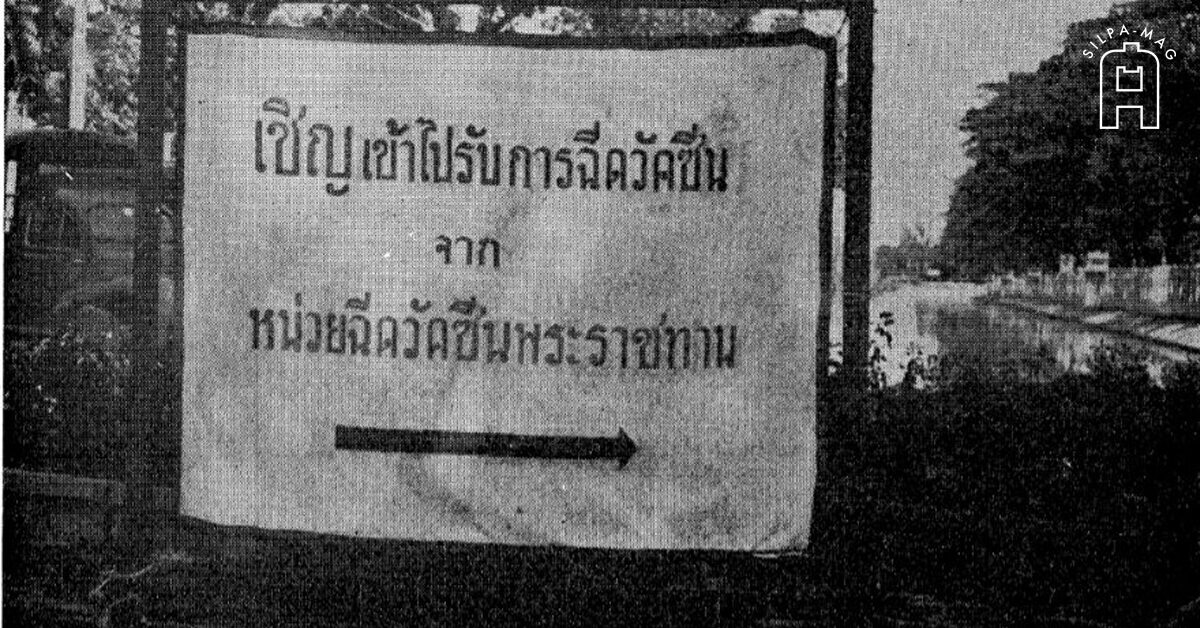 เชิญเข้าไปรับการฉีดวัคซีน
จาก
หน่วยฉีดวัคซีนพระราชทาน
SILPA-MAG